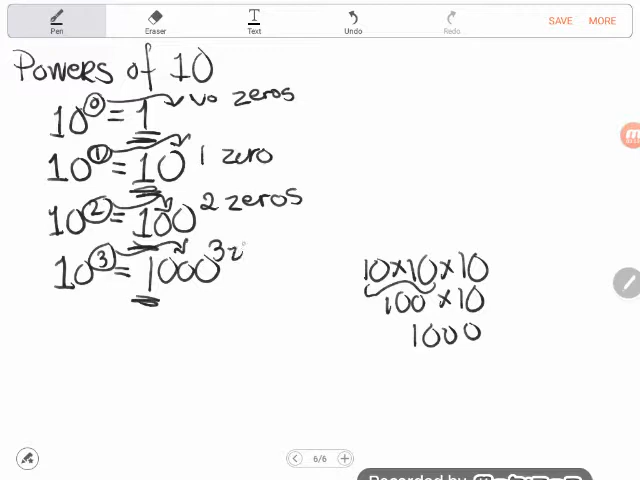 Pen Eraser Text Undo Redo SAVE MORE
Powers of 10
10⁰ = 1 no zeros
10¹ = 10 1 zero
10² = 100 2 zeros
10³ = 1000 3 z
10×10×10
100 ×10
1000
6/6